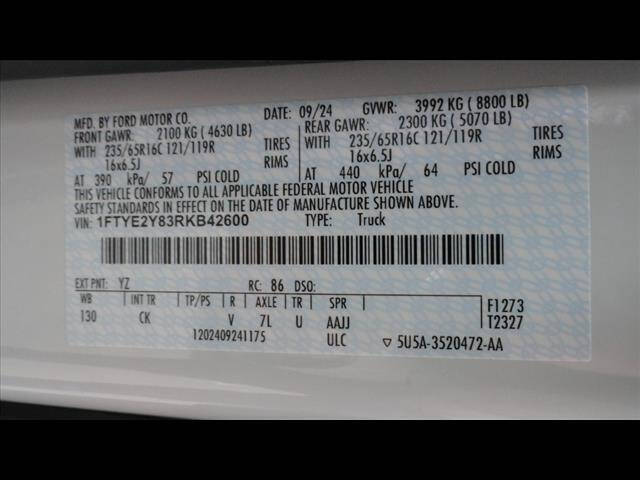 MFD. BY FORD MOTOR CO. DATE: 09/24 GVWR: 3992 KG ( 8800 LB)
FRONT GAWR: 2100 KG ( 4630 LB) REAR GAWR: 2300 KG ( 5070 LB)
WITH 235/65R16C 121/119R TIRES WITH 235/65R16C 121/119R TIRES
16x6.5J RIMS 16x6.5J RIMS
AT 390 kPa/ 57 PSI COLD AT 440 kPa/ 64 PSI COLD
THIS VEHICLE CONFORMS TO ALL APPLICABLE FEDERAL MOTOR VEHICLE
SAFETY STANDARDS IN EFFECT ON THE DATE OF MANUFACTURE SHOWN ABOVE.
VIN: 1FTYE2Y83RKB42600 TYPE: Truck
EXT PNT: YZ RC: 86 DSO:
WB INT TR TP/PS R AXLE TR SPR F1273
130 CK V 7L U AAJJ T2327
1202409241175 ULC ▽ 5U5A-3520472-AA